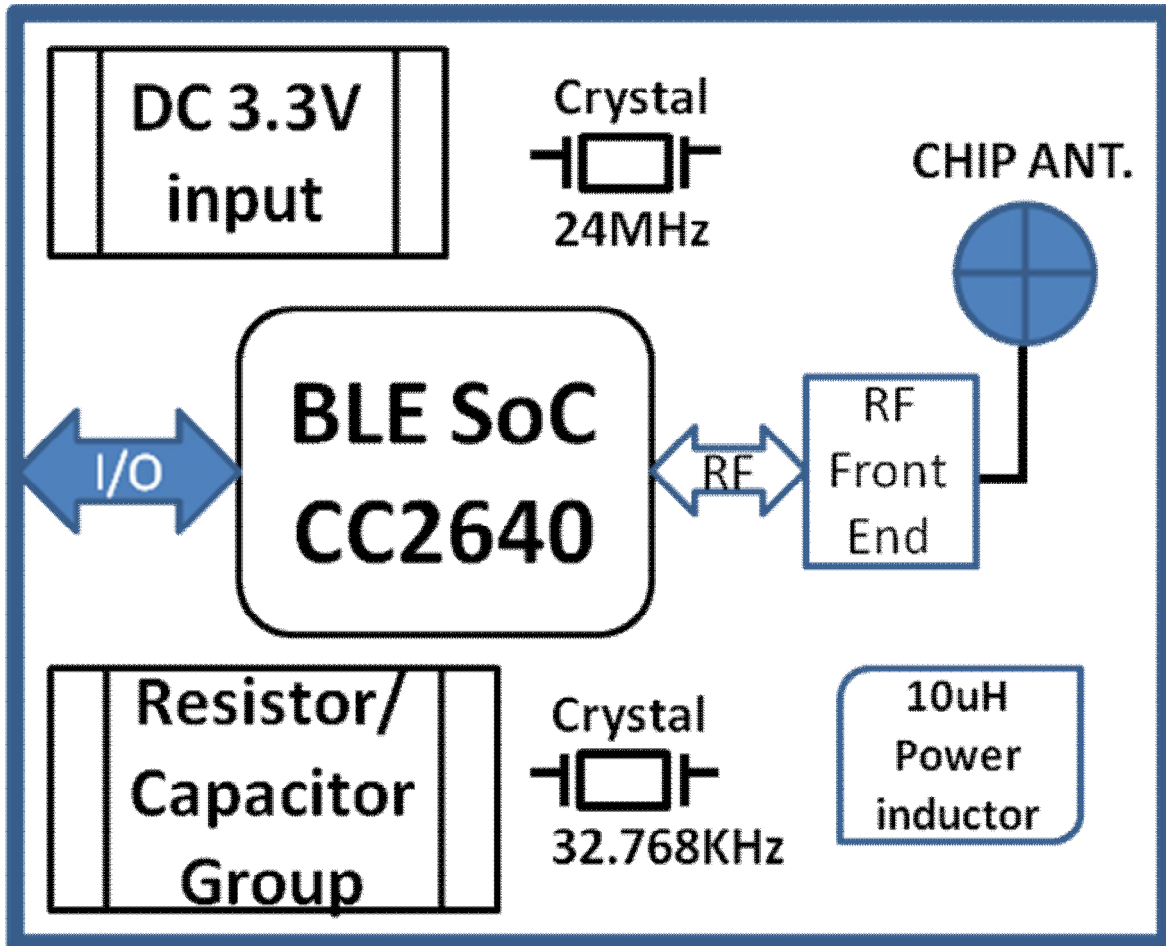 DC 3.3V
input
Crystal
24MHz
CHIP ANT.
BLE SoC
CC2640
I/O
RF
RF
Front
End
Resistor/
Capacitor
Group
Crystal
32.768KHz
10uH
Power
inductor